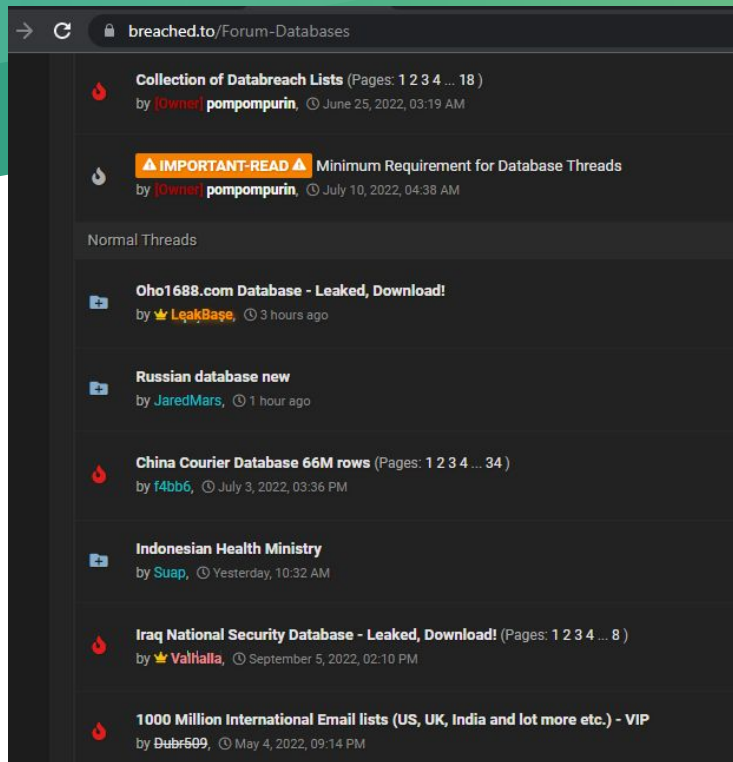 breached.to/Forum-Databases
Collection of Databreach Lists (Pages: 1 2 3 4 ... 18 )
by [Owner] pompompurin, June 25, 2022, 03:19 AM
IMPORTANT-READ Minimum Requirement for Database Threads
by [Owner] pompompurin, July 10, 2022, 04:38 AM
Normal Threads
Oho1688.com Database - Leaked, Download!
by LeakBase, 3 hours ago
Russian database new
by JaredMars, 1 hour ago
China Courier Database 66M rows (Pages: 1 2 3 4 ... 34 )
by f4bb6, July 3, 2022, 03:36 PM
Indonesian Health Ministry
by Suap, Yesterday, 10:32 AM
Iraq National Security Database - Leaked, Download! (Pages: 1 2 3 4 ... 8 )
by Valhalla, September 5, 2022, 02:10 PM
1000 Million International Email lists (US, UK, India and lot more etc.) - VIP
by Dubr509, May 4, 2022, 09:14 PM